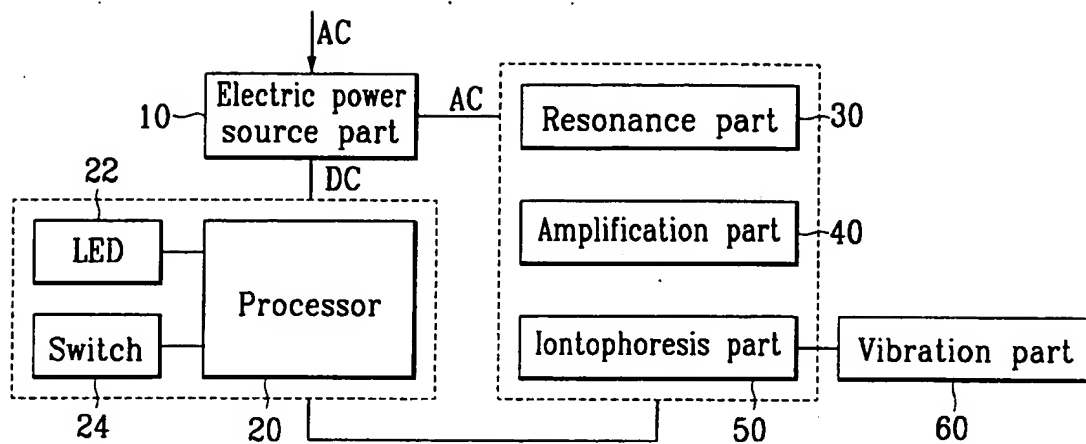 AC
10
Electric power
source part
AC
Resonance part
30
22
DC
LED
Processor
Amplification part
40
Switch
Iontophoresis part
Vibration part
24
20
50
60